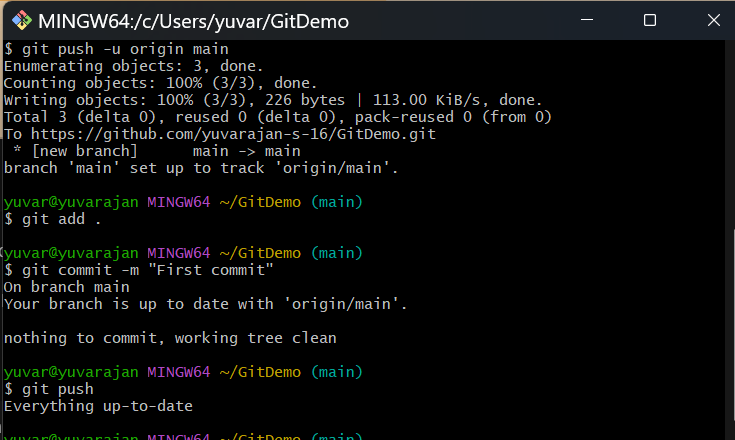 MINGW64:/c/Users/yuvar/GitDemo
$ git push -u origin main
Enumerating objects: 3, done.
Counting objects: 100% (3/3), done.
Writing objects: 100% (3/3), 226 bytes | 113.00 KiB/s, done.
Total 3 (delta 0), reused 0 (delta 0), pack-reused 0 (from 0)
To https://github.com/yuvarajan-s-16/GitDemo.git
 * [new branch]      main -> main
branch 'main' set up to track 'origin/main'.
yuvar@yuvarajan MINGW64 ~/GitDemo (main)
$ git add .
yuvar@yuvarajan MINGW64 ~/GitDemo (main)
$ git commit -m "First commit"
On branch main
Your branch is up to date with 'origin/main'.
nothing to commit, working tree clean
yuvar@yuvarajan MINGW64 ~/GitDemo (main)
$ git push
Everything up-to-date
yuvar@yuvarajan MINGW64 ~/GitDemo (main)